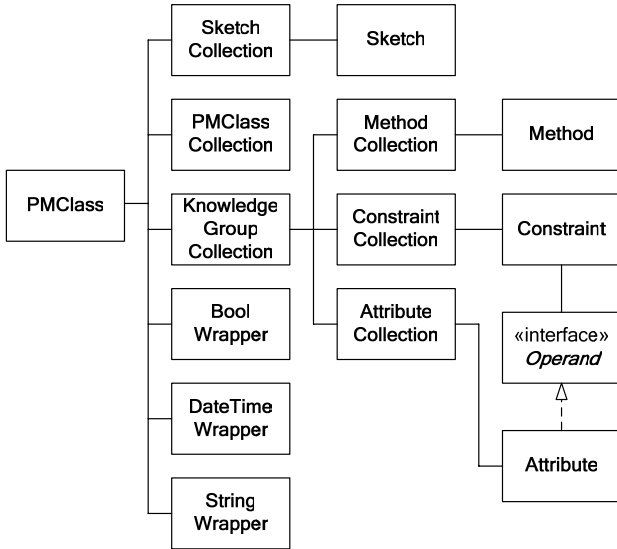 PMClass
Sketch
Collection
Sketch
PMClass
Collection
Method
Collection
Method
Knowledge
Group
Collection
Constraint
Collection
Constraint
Bool
Wrapper
Attribute
Collection
«interface»
Operand
DateTime
Wrapper
Attribute
String
Wrapper